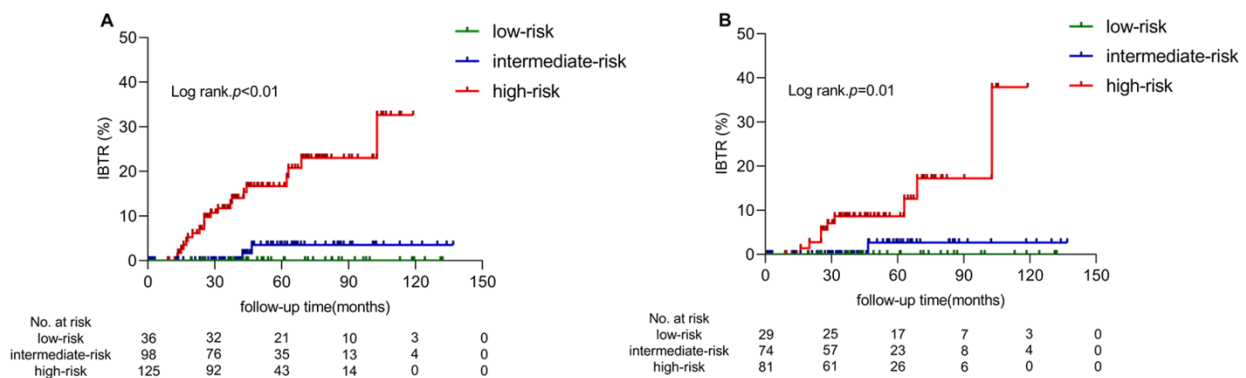 A
50
40
30
20
10
0
IBTR (%)
Log rank.p<0.01
low-risk
intermediate-risk
high-risk
0 30 60 90 120 150
follow-up time(months)
No. at risk
low-risk 36 32 21 10 3 0
intermediate-risk 98 76 35 13 4 0
high-risk 125 92 43 14 0 0
B
50
40
30
20
10
0
IBTR (%)
Log rank.p=0.01
low-risk
intermediate-risk
high-risk
0 30 60 90 120 150
follow-up time(months)
No. at risk
low-risk 29 25 17 7 3 0
intermediate-risk 74 57 23 8 4 0
high-risk 81 61 26 6 0 0